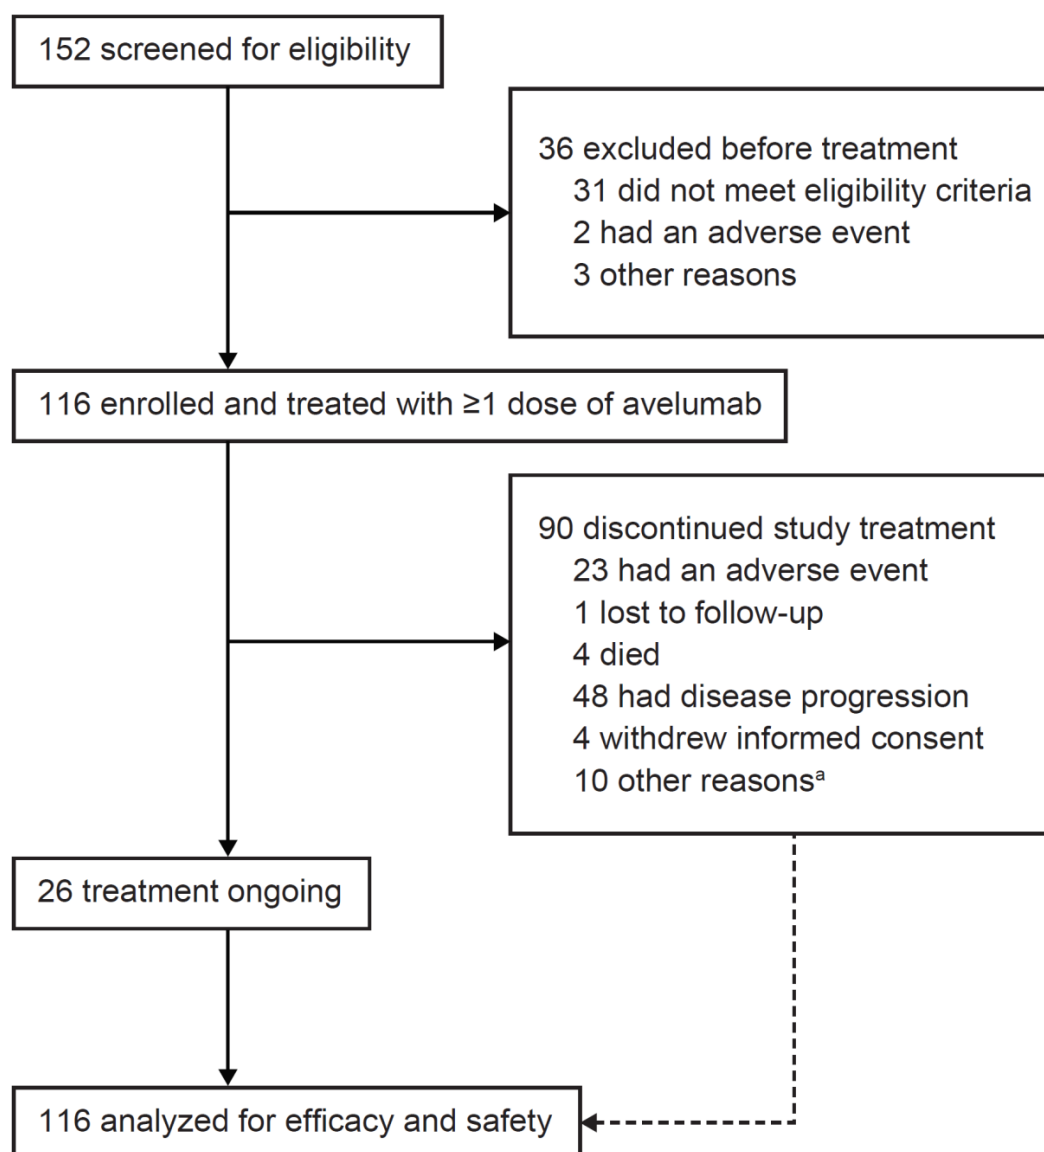 152 screened for eligibility
36 excluded before treatment
31 did not meet eligibility criteria
2 had an adverse event
3 other reasons
116 enrolled and treated with ≥1 dose of avelumab
90 discontinued study treatment
23 had an adverse event
1 lost to follow-up
4 died
48 had disease progression
4 withdrew informed consent
10 other reasonsᵃ
26 treatment ongoing
116 analyzed for efficacy and safety